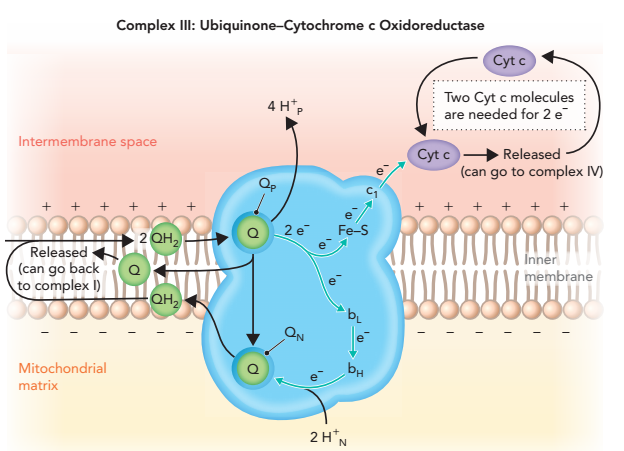 Complex III: Ubiquinone–Cytochrome c Oxidoreductase
Cyt c
Two Cyt c molecules
are needed for 2 e⁻
4 H⁺P
Intermembrane space
Cyt c
Released
(can go to complex IV)
e⁻
QP
c1
e⁻
+ + + + + + + + + +
2 QH2
Q
2 e⁻
Fe–S
e⁻
Released
(can go back
to complex I)
Q
Inner
membrane
e⁻
QH2
bL
– – – – – – – – – –
QN
e⁻
Mitochondrial
matrix
Q
e⁻
bH
2 H⁺N